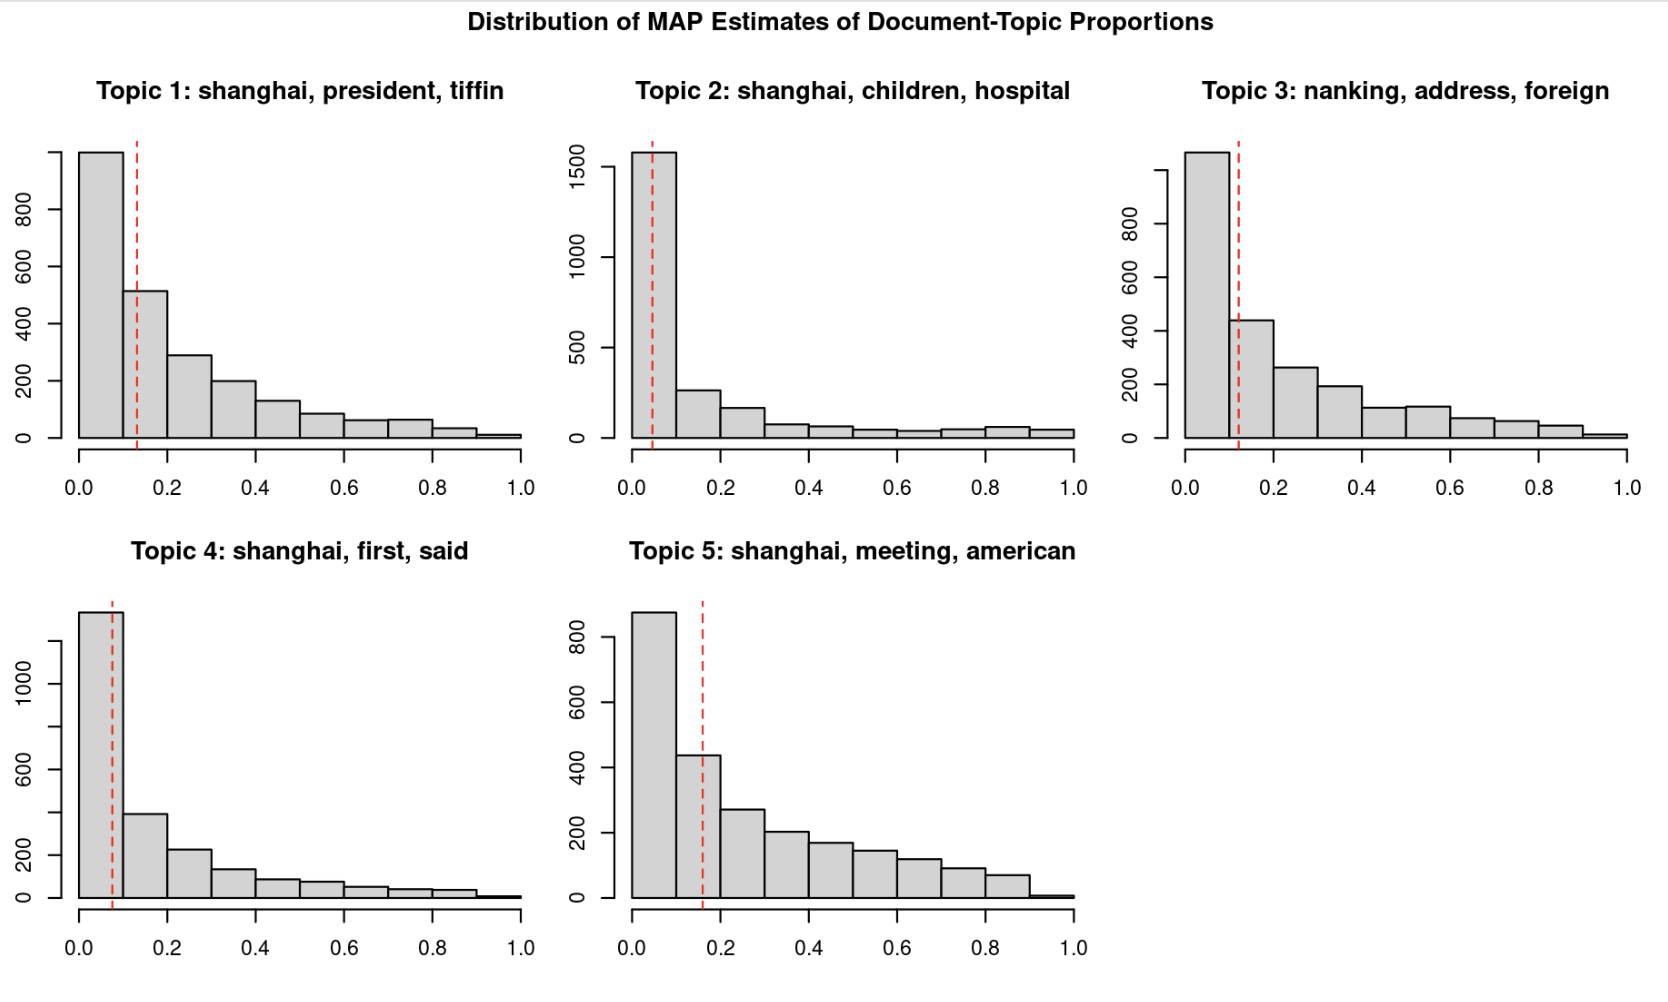 Distribution of MAP Estimates of Document-Topic Proportions
Topic 1: shanghai, president, tiffin
800
600
400
200
0
0.0 0.2 0.4 0.6 0.8 1.0
Topic 2: shanghai, children, hospital
1500
1000
500
0
0.0 0.2 0.4 0.6 0.8 1.0
Topic 3: nanking, address, foreign
800
600
400
200
0
0.0 0.2 0.4 0.6 0.8 1.0
Topic 4: shanghai, first, said
1000
600
200
0
0.0 0.2 0.4 0.6 0.8 1.0
Topic 5: shanghai, meeting, american
800
600
400
200
0
0.0 0.2 0.4 0.6 0.8 1.0